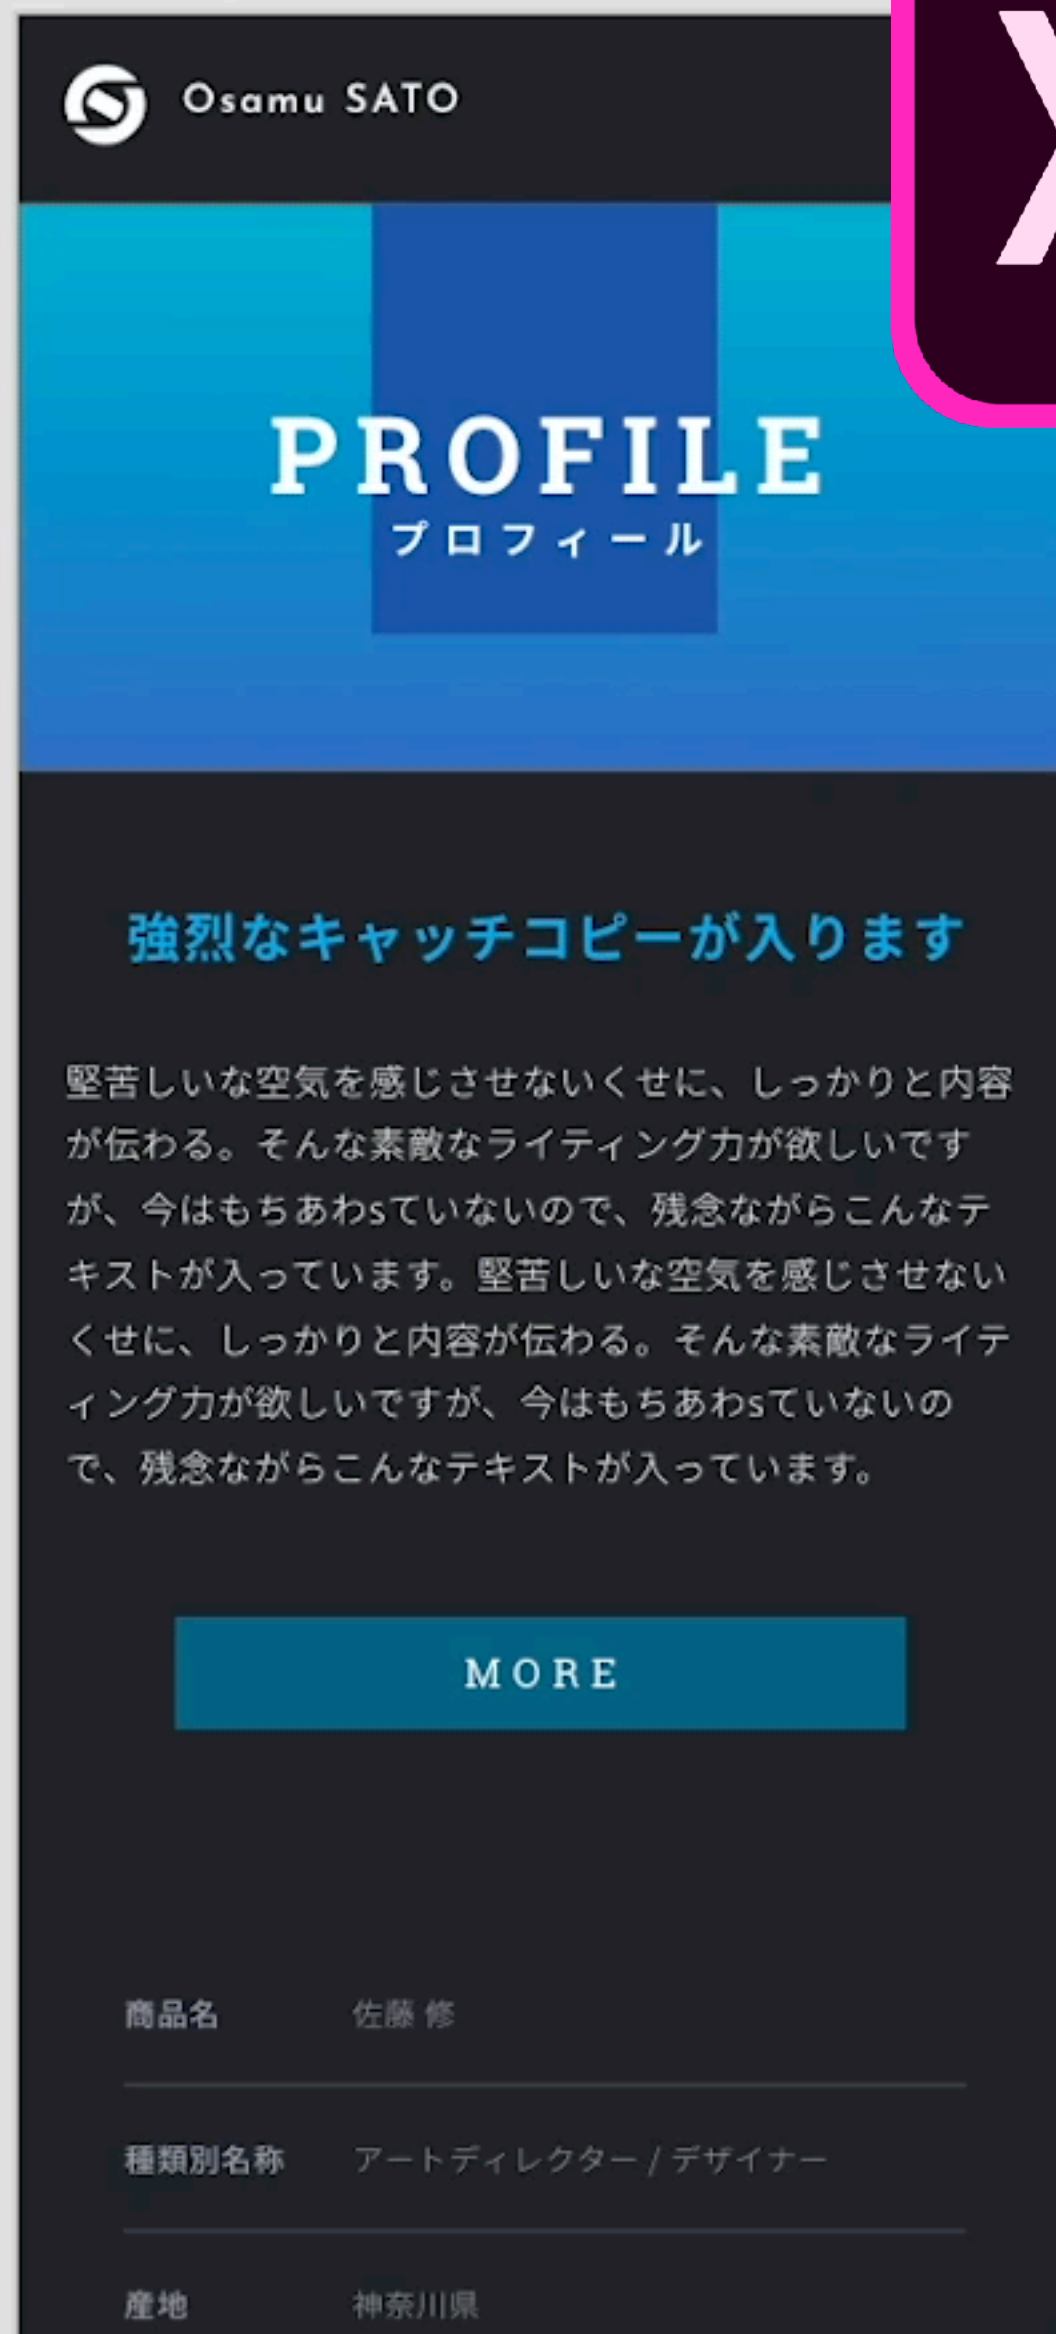 Osamu SATO
PROFILE
プロフィール
強烈なキャッチコピーが入ります
堅苦しいな空気を感じさせないくせに、しっかりと内容
が伝わる。そんな素敵なライティング力が欲しいです
が、今はもちあわsていないので、残念ながらこんなテ
キストが入っています。堅苦しいな空気を感じさせない
くせに、しっかりと内容が伝わる。そんな素敵なライテ
ィング力が欲しいですが、今はもちあわsていないの
で、残念ながらこんなテキストが入っています。
MORE
商品名 佐藤 修
種類別名称 アートディレクター / デザイナー
産地 神奈川県